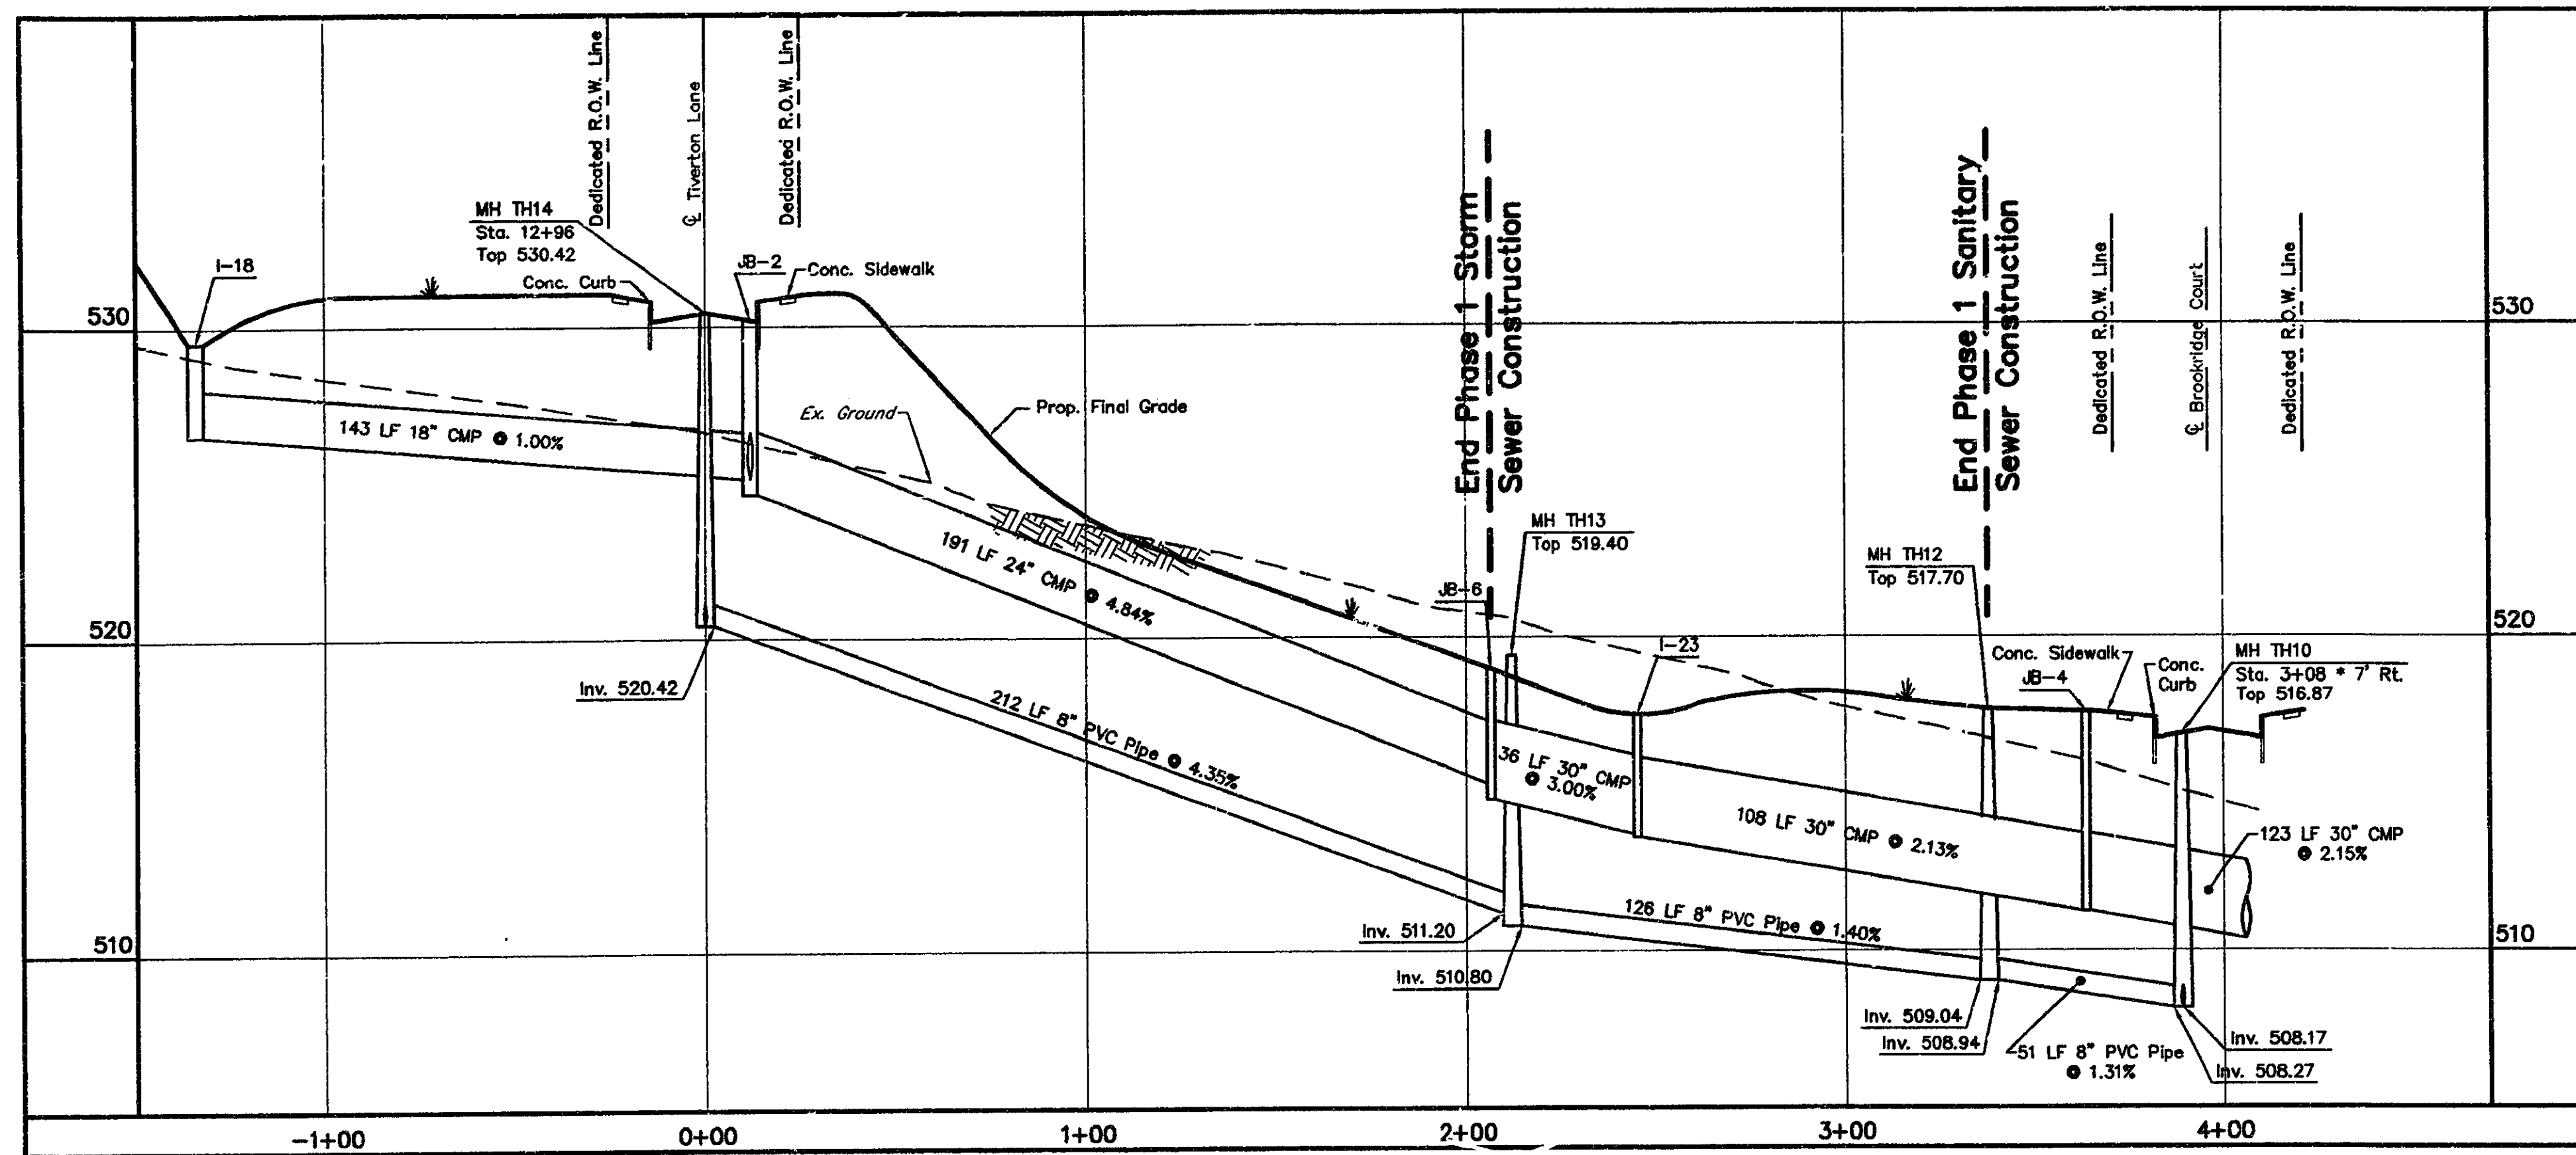 Dedicated R.O.W. Line
℄ Tiverton Lane
Dedicated R.O.W. Line
MH TH14
Sta. 12+96
Top 530.42
I-18
Conc. Curb
JB-2
Conc. Sidewalk
530
530
Ex. Ground
Prop. Final Grade
143 LF 18" CMP @ 1.00%
End Phase 1 Storm
Sewer Construction
End Phase 1 Sanitary
Sewer Construction
Dedicated R.O.W. Line
℄ Brookridge Court
Dedicated R.O.W. Line
191 LF 24" CMP @ 4.84%
MH TH13
Top 519.40
JB-6
MH TH12
Top 517.70
520
520
I-23
Conc. Sidewalk
JB-4
Conc.
Curb
MH TH10
Sta. 3+08 * 7' Rt.
Top 516.87
Inv. 520.42
212 LF 8" PVC Pipe @ 4.35%
36 LF 30" CMP
@ 3.00%
108 LF 30" CMP @ 2.13%
123 LF 30" CMP
@ 2.15%
126 LF 8" PVC Pipe @ 1.40%
510
510
Inv. 511.20
Inv. 510.80
Inv. 509.04
Inv. 508.94
51 LF 8" PVC Pipe
@ 1.31%
Inv. 508.17
Inv. 508.27
-1+00
0+00
1+00
2+00
3+00
4+00